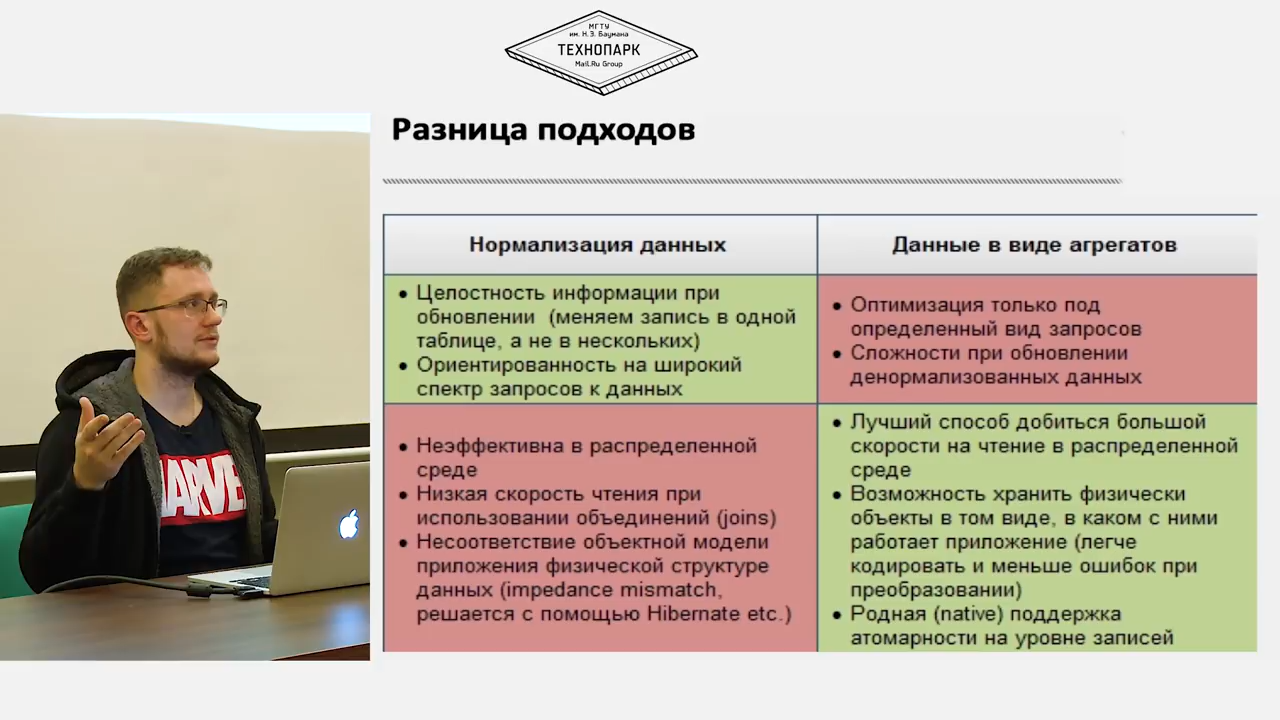 МГТУ
им. Н.Э. Баумана
ТЕХНОПАРК
Mail.Ru Group
Разница подходов
Нормализация данных
Данные в виде агрегатов
• Целостность информации при
обновлении (меняем запись в одной
таблице, а не в нескольких)
• Ориентированность на широкий
спектр запросов к данных
• Оптимизация только под
определенный вид запросов
• Сложности при обновлении
денормализованных данных
• Неэффективна в распределенной
среде
• Низкая скорость чтения при
использовании объединений (joins)
• Несоответствие объектной модели
приложения физической структуре
данных (impedance mismatch,
решается с помощью Hibernate etc.)
• Лучший способ добиться большой
скорости на чтение в распределенной
среде
• Возможность хранить физически
объекты в том виде, в каком с ними
работает приложение (легче
кодировать и меньше ошибок при
преобразовании)
• Родная (native) поддержка
атомарности на уровне записей
MARVE